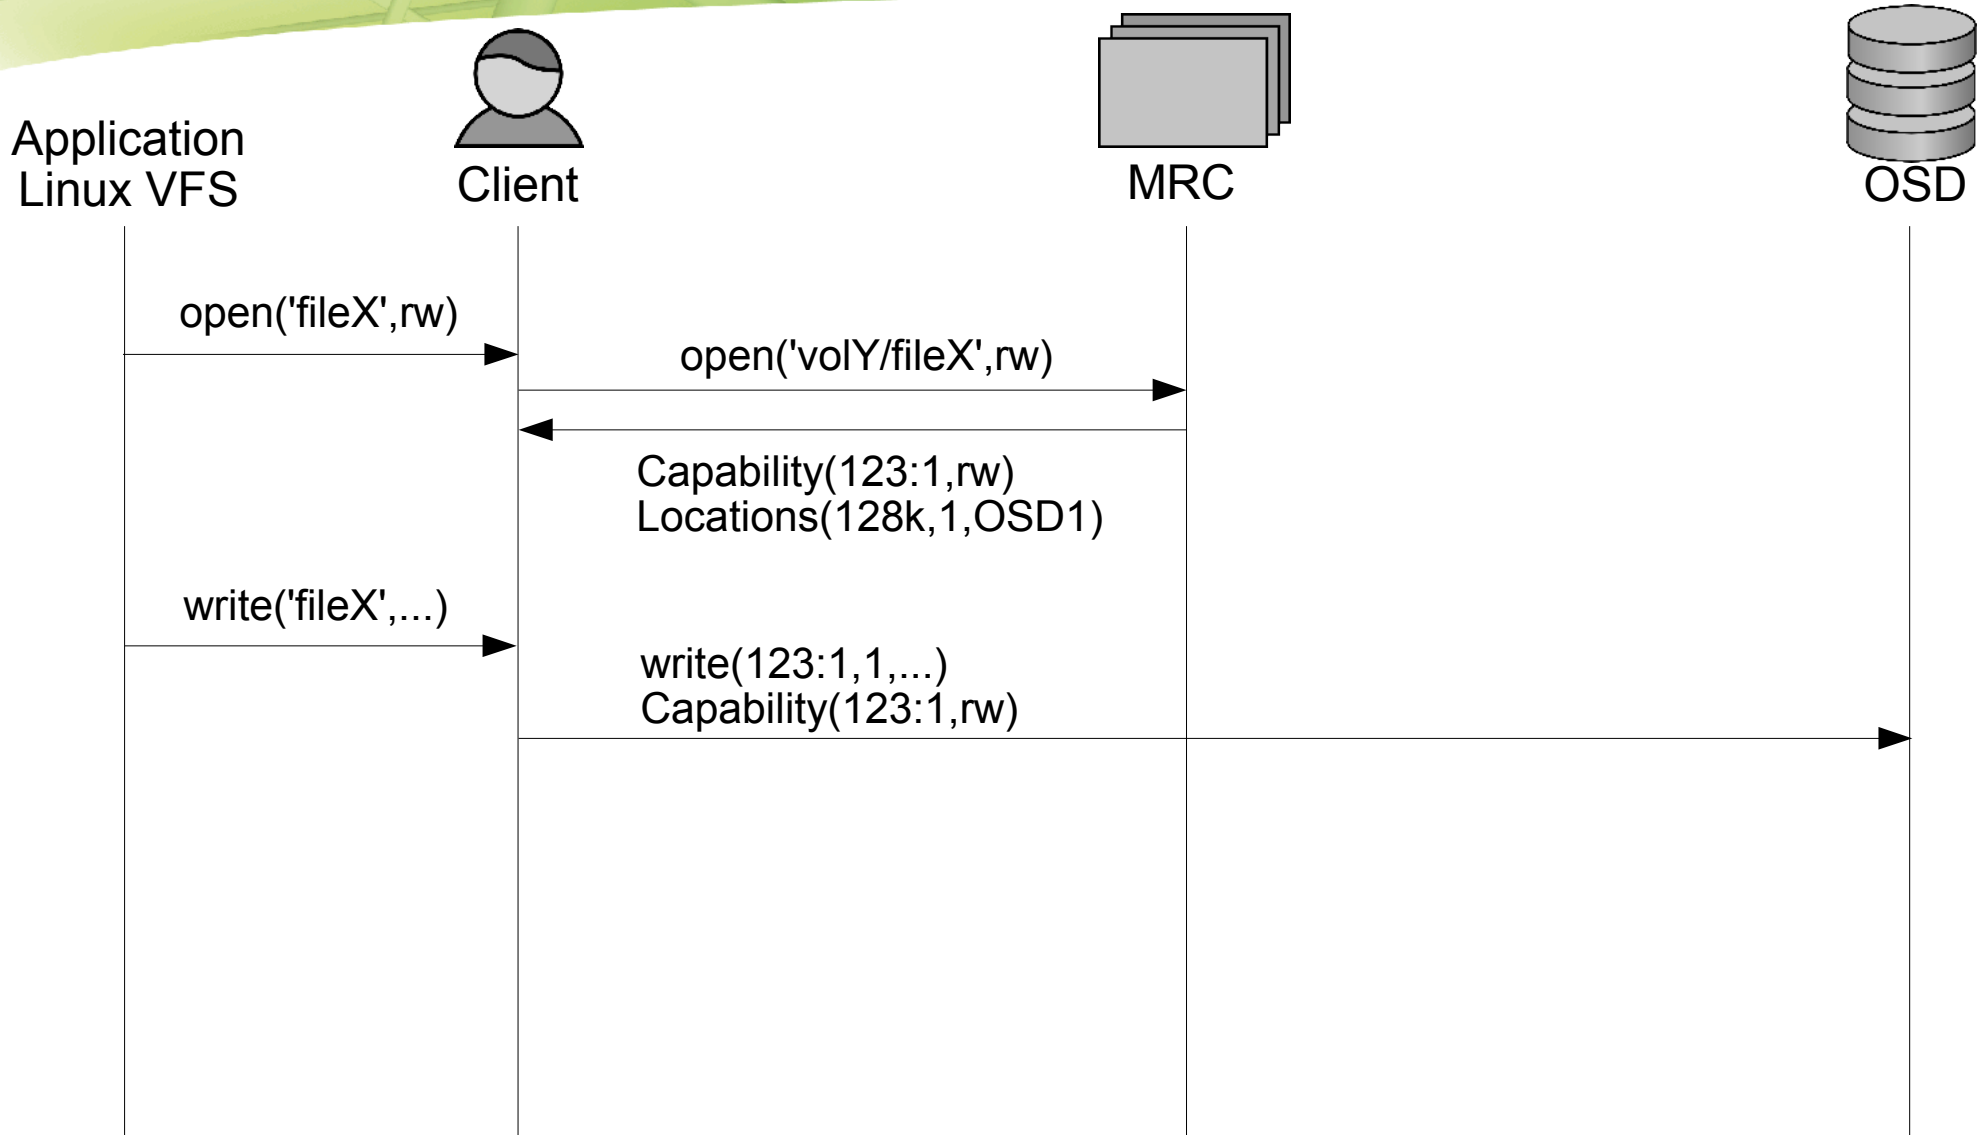 Application
Linux VFS
Client
MRC
OSD
open('fileX',rw)
open('volY/fileX',rw)
Capability(123:1,rw)
Locations(128k,1,OSD1)
write('fileX',...)
write(123:1,1,...)
Capability(123:1,rw)